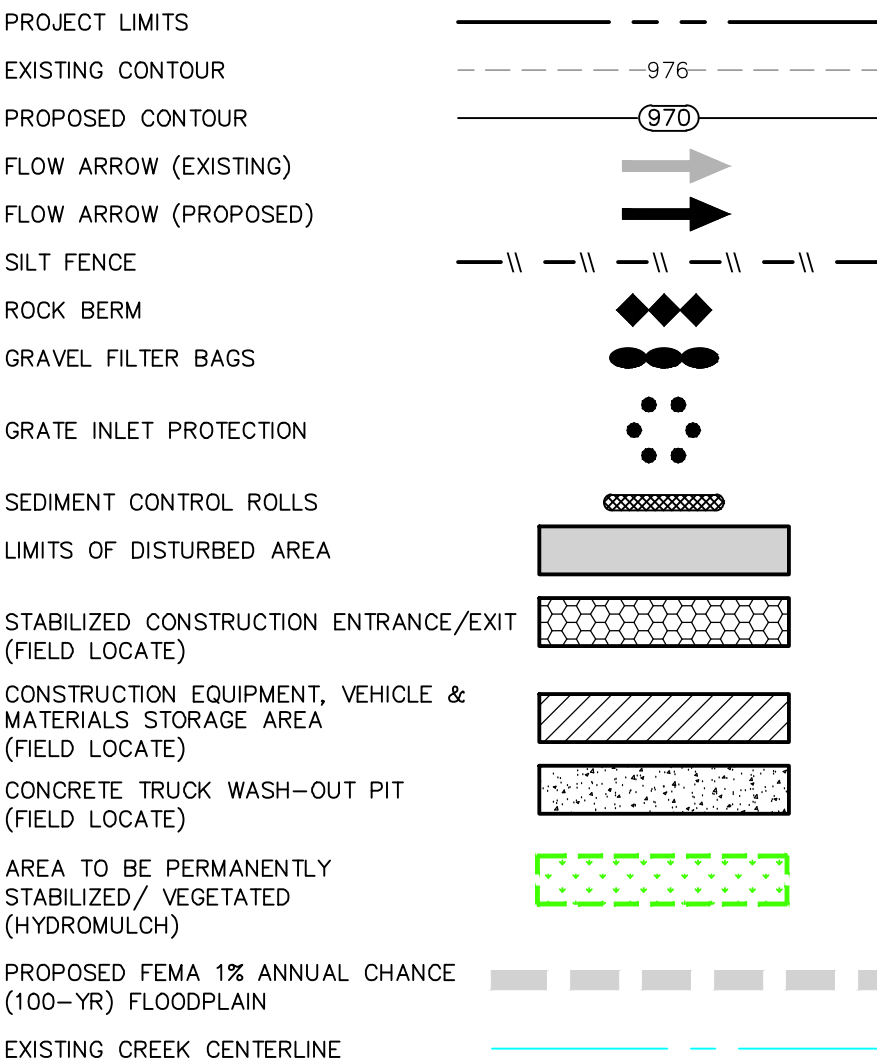 PROJECT LIMITS
EXISTING CONTOUR
976
PROPOSED CONTOUR
970
FLOW ARROW (EXISTING)
FLOW ARROW (PROPOSED)
SILT FENCE
ROCK BERM
GRAVEL FILTER BAGS
GRATE INLET PROTECTION
SEDIMENT CONTROL ROLLS
LIMITS OF DISTURBED AREA
STABILIZED CONSTRUCTION ENTRANCE/EXIT
(FIELD LOCATE)
CONSTRUCTION EQUIPMENT, VEHICLE &
MATERIALS STORAGE AREA
(FIELD LOCATE)
CONCRETE TRUCK WASH-OUT PIT
(FIELD LOCATE)
AREA TO BE PERMANENTLY
STABILIZED/ VEGETATED
(HYDROMULCH)
PROPOSED FEMA 1% ANNUAL CHANCE
(100-YR) FLOODPLAIN
EXISTING CREEK CENTERLINE